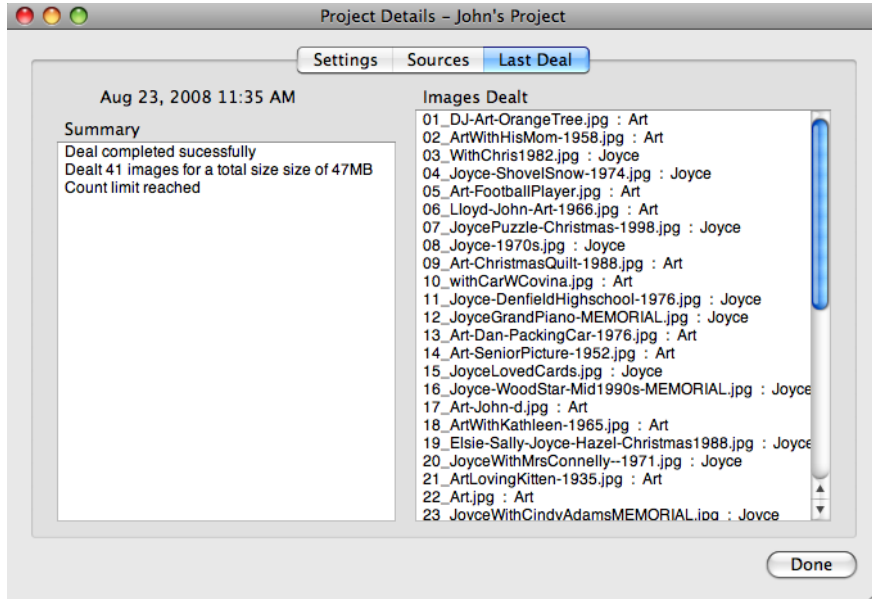 Project Details – John's Project
Settings Sources Last Deal
Aug 23, 2008 11:35 AM
Summary
Deal completed sucessfully
Dealt 41 images for a total size size of 47MB
Count limit reached
Images Dealt
01_DJ-Art-OrangeTree.jpg : Art
02_ArtWithHisMom-1958.jpg : Art
03_WithChris1982.jpg : Joyce
04_Joyce-ShovelSnow-1974.jpg : Joyce
05_Art-FootballPlayer.jpg : Art
06_Lloyd-John-Art-1966.jpg : Art
07_JoycePuzzle-Christmas-1998.jpg : Joyce
08_Joyce-1970s.jpg : Joyce
09_Art-ChristmasQuilt-1988.jpg : Art
10_withCarWCovina.jpg : Art
11_Joyce-DenfieldHighschool-1976.jpg : Joyce
12_JoyceGrandPiano-MEMORIAL.jpg : Joyce
13_Art-Dan-PackingCar-1976.jpg : Art
14_Art-SeniorPicture-1952.jpg : Art
15_JoyceLovedCards.jpg : Joyce
16_Joyce-WoodStar-Mid1990s-MEMORIAL.jpg : Joyce
17_Art-John-d.jpg : Art
18_ArtWithKathleen-1965.jpg : Art
19_Elsie-Sally-Joyce-Hazel-Christmas1988.jpg : Joyce
20_JoyceWithMrsConnelly--1971.jpg : Joyce
21_ArtLovingKitten-1935.jpg : Art
22_Art.jpg : Art
23_JoyceWithCindyAdamsMEMORIAL.jpg : Joyce
Done